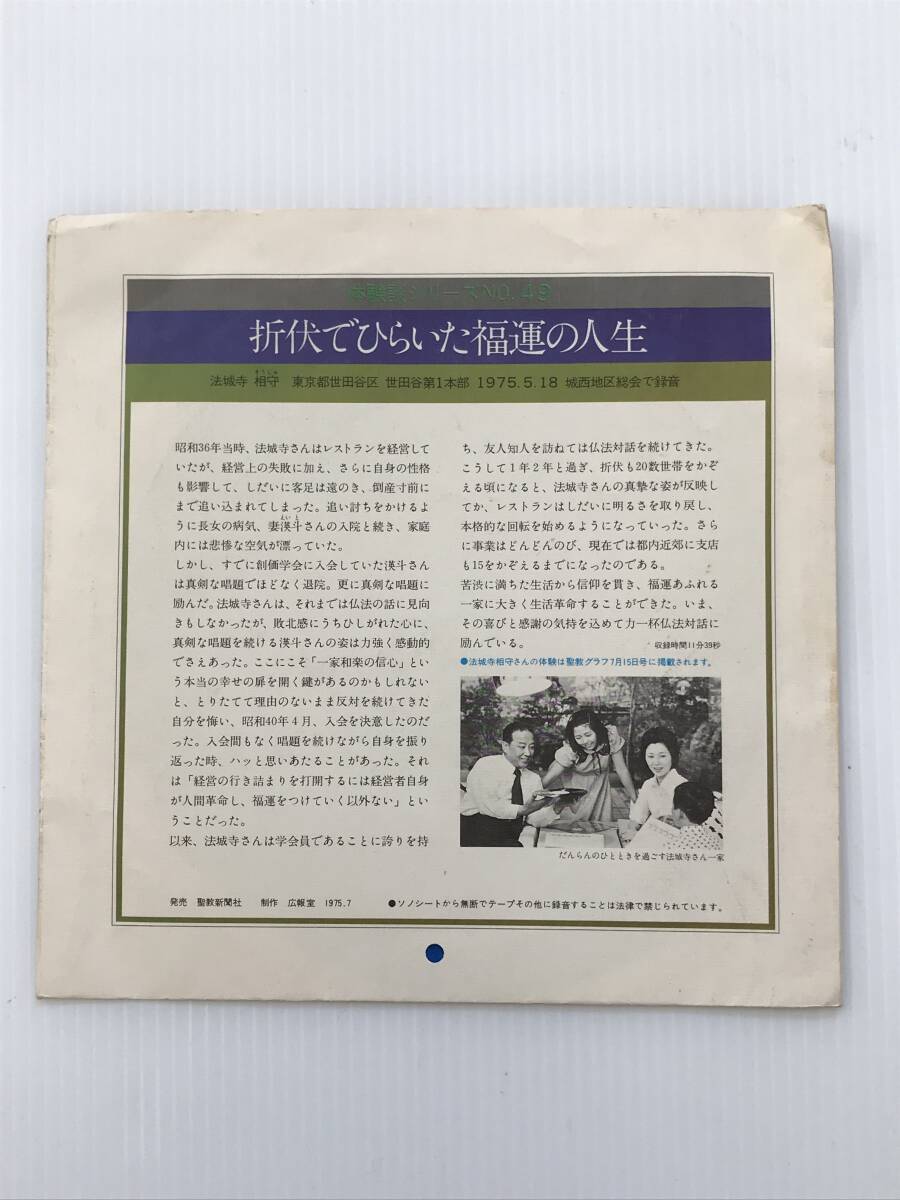 体験談シリーズNO.49
折伏でひらいた福運の人生
法城寺 相守 東京都世田谷区 世田谷第1本部 1975.5.18 城西地区総会で録音
昭和36年当時、法城寺さんはレストランを経営して
いたが、経営上の失敗に加え、さらに自身の性格
も影響して、しだいに客足は遠のき、倒産寸前に
まで追い込まれてしまった。追い討ちをかけるよ
うに長女の病気、妻渶斗さんの入院と続き、家庭
内には悲惨な空気が漂っていた。
しかし、すでに創価学会に入会していた渶斗さん
は真剣な唱題でほどなく退院。更に真剣な唱題に
励んだ。法城寺さんは、それまでは仏法の話に見向
きもしなかったが、敗北感にうちひしがれた心に、
真剣な唱題を続ける渶斗さんの姿は力強く感動的
でさえあった。ここにこそ「一家和楽の信心」とい
う本当の幸せの扉を開く鍵があるのかもしれない
と、とりたてて理由のないまま反対を続けてきた
自分を悔い、昭和40年4月、入会を決意したのだ
った。入会間もなく唱題を続けながら自身を振り
返った時、ハッと思いあたることがあった。それ
は「経営の行き詰まりを打開するには経営者自身
が人間革命し、福運をつけていく以外ない」とい
うことだった。
以来、法城寺さんは学会員であることに誇りを持
ち、友人知人を訪ねては仏法対話を続けてきた。
こうして1年2年と過ぎ、折伏も20数世帯をかぞ
える頃になると、法城寺さんの真摯な姿が反映し
てか、レストランはしだいに明るさを取り戻し、
本格的な回転を始めるようになっていった。さら
に事業はどんどんのび、現在では都内近郊に支店
も15をかぞえるまでになったのである。
苦渋に満ちた生活から信仰を貫き、福運あふれる
一家に大きく生活革命することができた。いま、
その喜びと感謝の気持を込めて力一杯仏法対話に
励んでいる。 収録時間11分39秒
●法城寺相守さんの体験は聖教グラフ7月15日号に掲載されます。
だんらんのひとときを過ごす法城寺さん一家
発売 聖教新聞社 制作 広報堂 1975.7 ●ソノシートから無断でテープその他に録音することは法律で禁じられています。